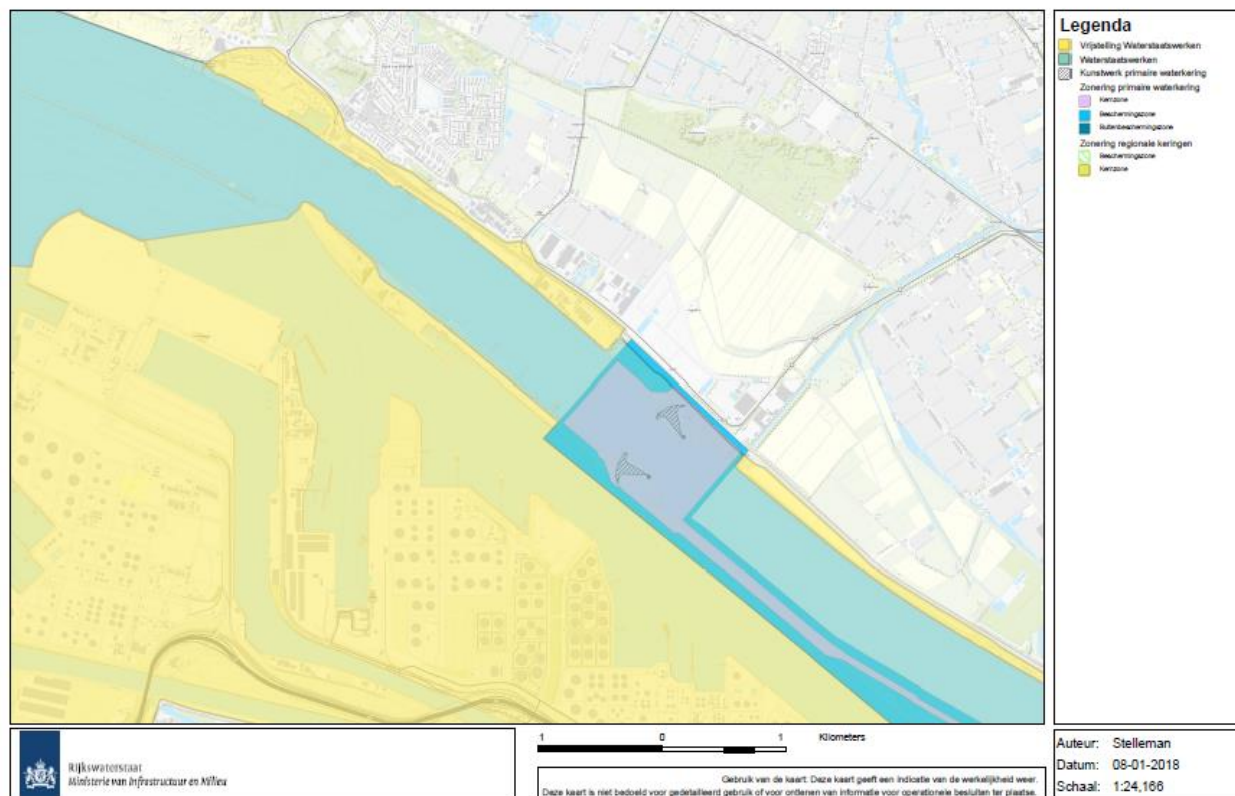 Legenda
Vrijstelling Waterstaatswerken
Waterstaatswerken
Kunstwerk primaire waterkering
Zonering primaire waterkering
Kernzone
Beschermingszone
Buitenbeschermingszone
Zonering regionale keringen
Beschermingszone
Kernzone
1 0 1 Kilometers
Rijkswaterstaat
Ministerie van Infrastructuur en Milieu
Gebruik van de kaart: Deze kaart geeft een indicatie van de werkelijkheid weer.
Deze kaart is niet bedoeld voor gedetailleerd gebruik of voor ontlenen van informatie voor operationele besluiten ter plaatse.
Auteur: Stelleman
Datum: 08-01-2018
Schaal: 1:24,166